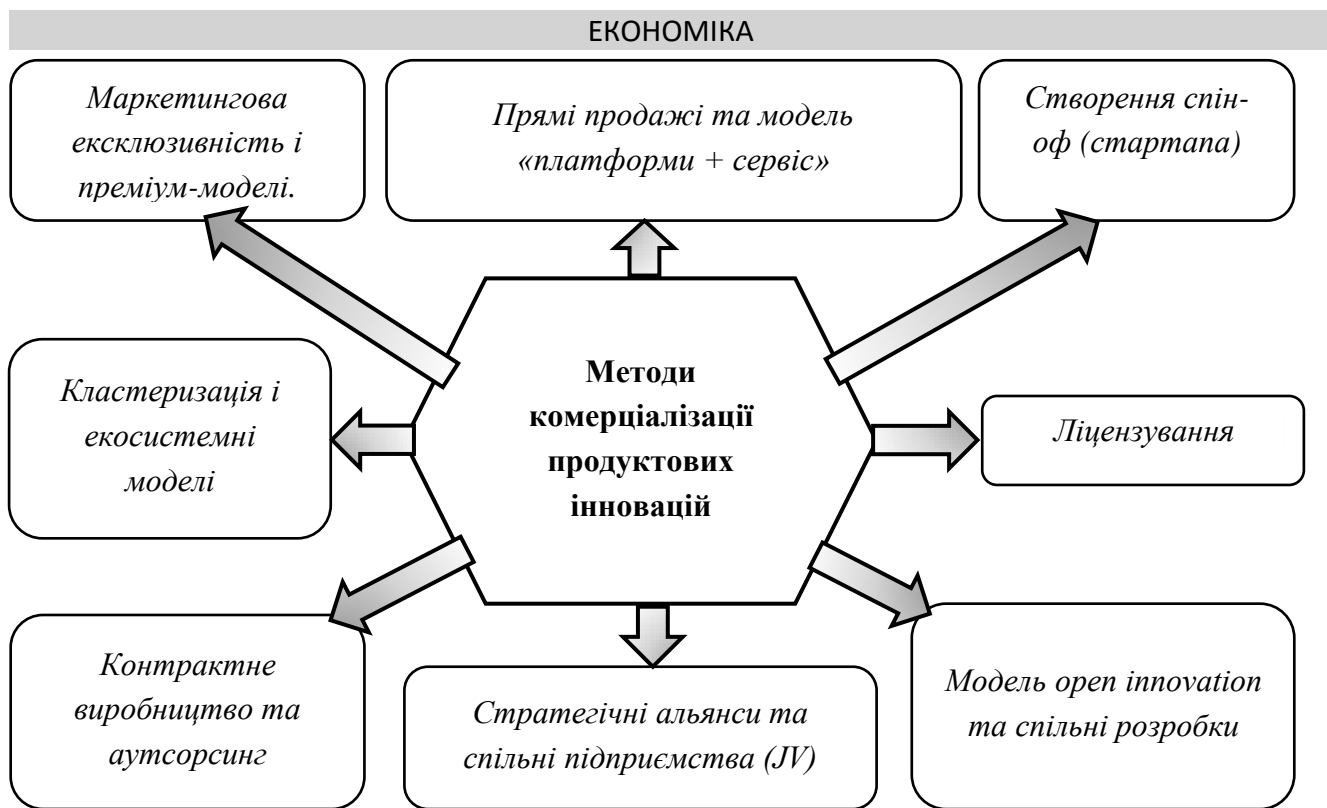 ЕКОНОМІКА
Маркетингова
ексклюзивність і
преміум-моделі.
Прямі продажі та модель
«платформи + сервіс»
Створення спін-
оф (стартапа)
Кластеризація і
екосистемні
моделі
Методи
комерціалізації
продуктових
інновацій
Ліцензування
Контрактне
виробництво та
аутсорсинг
Стратегічні альянси та
спільні підприємства (JV)
Модель open innovation
та спільні розробки